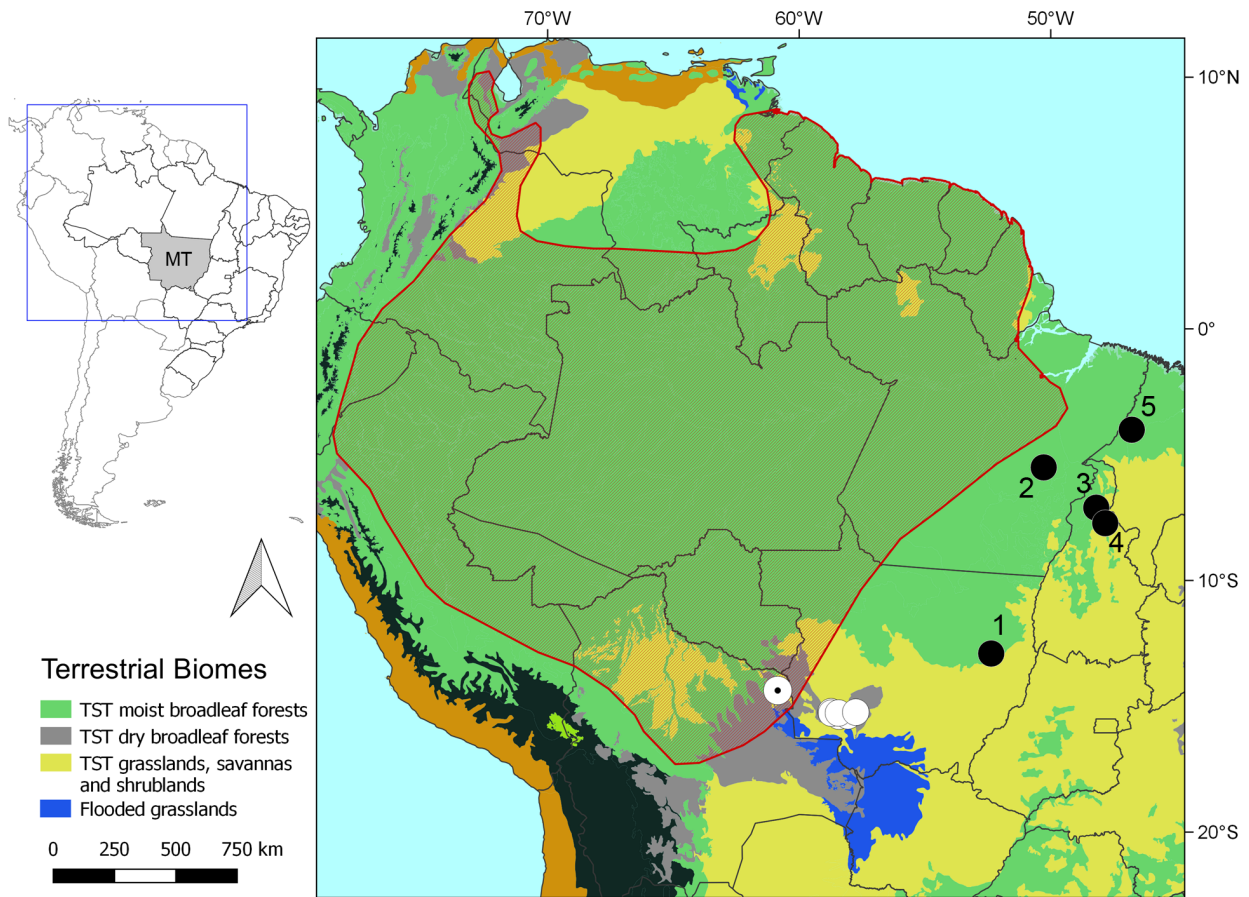 70°W 60°W 50°W
10°N
MT
0°
5
2
3
4
10°S
1
Terrestrial Biomes
TST moist broadleaf forests
TST dry broadleaf forests
TST grasslands, savannas
and shrublands
Flooded grasslands
20°S
0 250 500 750 km